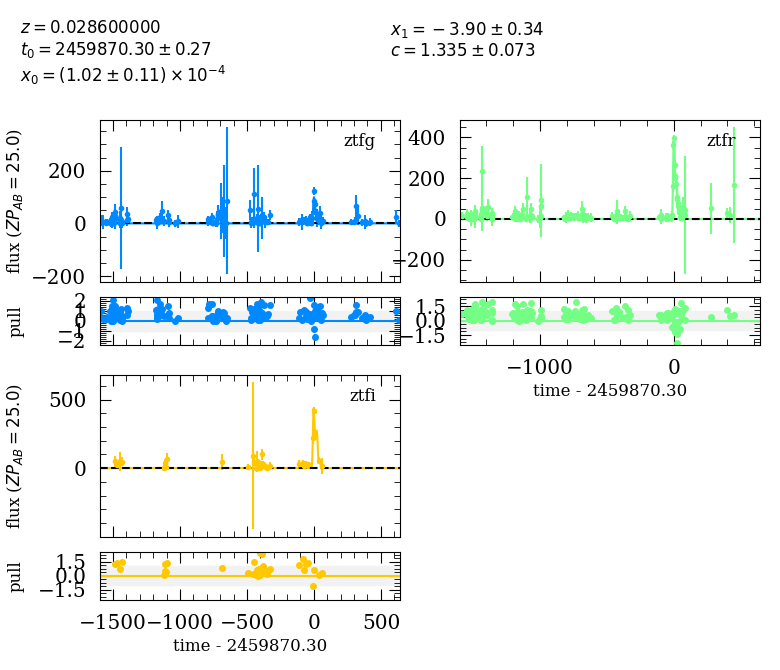 z = 0.028600000
t₀ = 2459870.30 ± 0.27
x₀ = (1.02 ± 0.11) × 10⁻⁴
x₁ = −3.90 ± 0.34
c = 1.335 ± 0.073
ztfg
200
0
−200
flux (ZP_AB = 25.0)
2
1
0
−1
−2
pull
ztfr
400
200
0
−200
1.5
0.0
−1.5
−1000 0
time - 2459870.30
ztfi
500
0
flux (ZP_AB = 25.0)
1.5
0.0
−1.5
pull
−1500 −1000 −500 0 500
time - 2459870.30